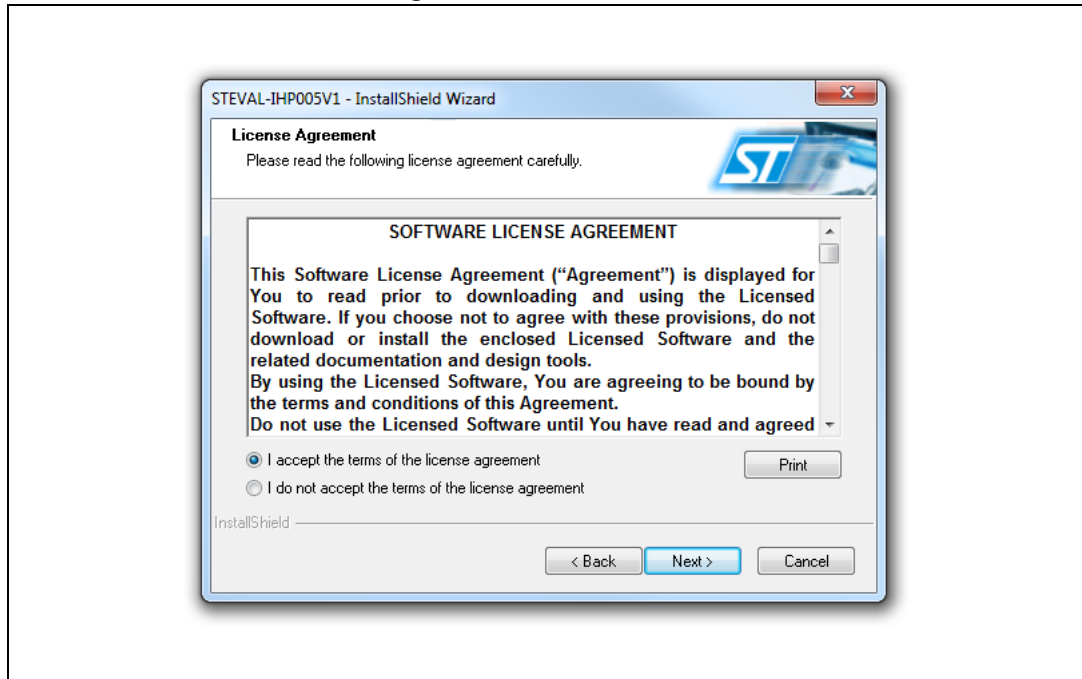 STEVAL-IHP005V1 - InstallShield Wizard
License Agreement
Please read the following license agreement carefully.
ST
SOFTWARE LICENSE AGREEMENT
This Software License Agreement (“Agreement”) is displayed for
You to read prior to downloading and using the Licensed
Software. If you choose not to agree with these provisions, do not
download or install the enclosed Licensed Software and the
related documentation and design tools.
By using the Licensed Software, You are agreeing to be bound by
the terms and conditions of this Agreement.
Do not use the Licensed Software until You have read and agreed
I accept the terms of the license agreement
Print
I do not accept the terms of the license agreement
InstallShield
< Back
Next >
Cancel